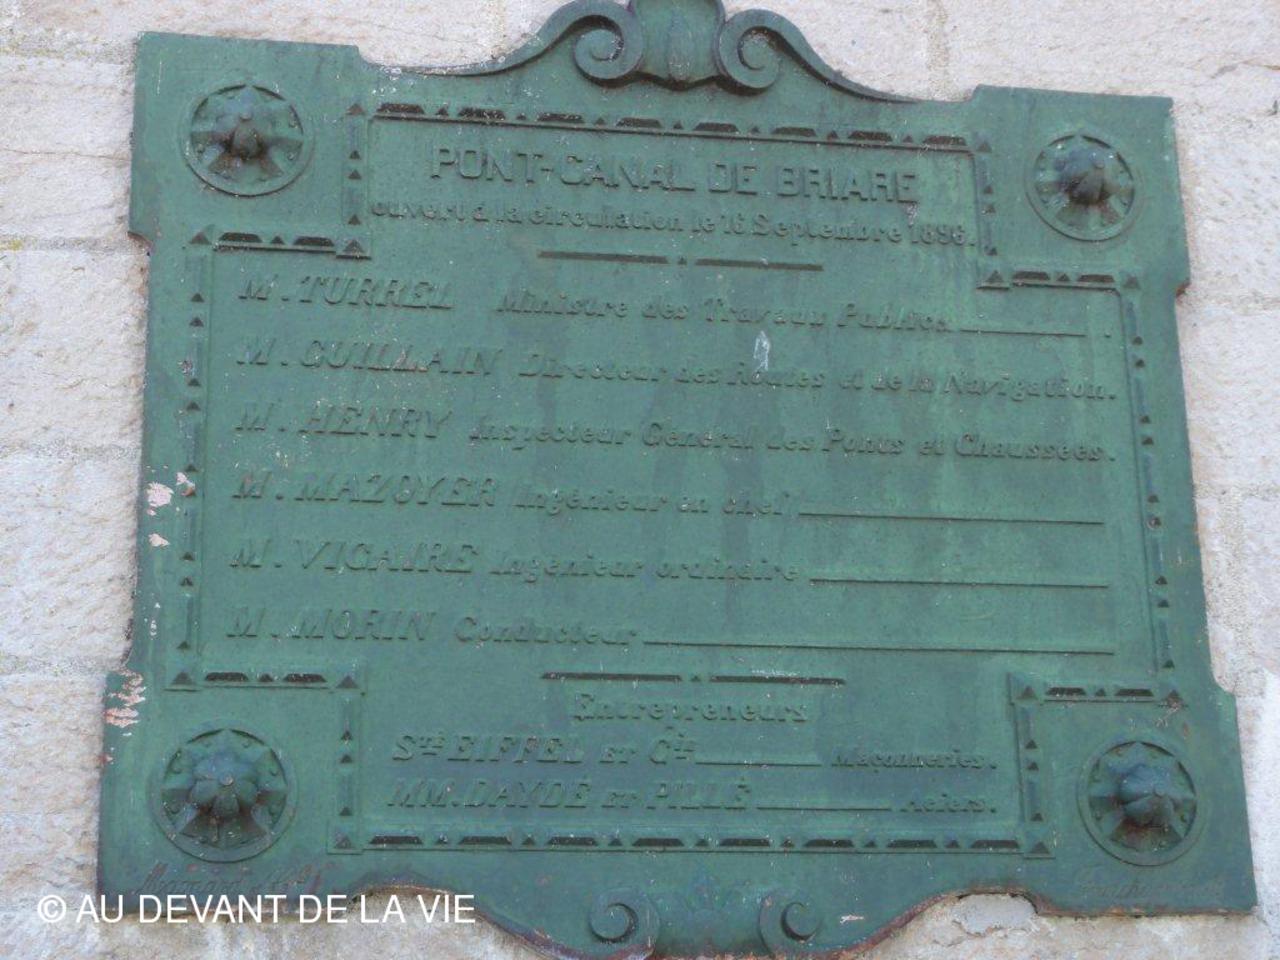 PONT-CANAL DE BRIARE
ouvert à la circulation le 16 Septembre 1896.
M. TURREL Ministre des Travaux Publics
M. GUILLAIN Directeur des Routes et de la Navigation.
M. HENRY Inspecteur Général des Ponts et Chaussées.
M. MAZOYER Ingénieur en chef
M. VIGAIRE Ingénieur ordinaire
M. MORIN Conducteur
Entrepreneurs
Sté EIFFEL ET Cie Maçonneries.
MM. DAYDÉ ET PILLÉ Aciers.
© AU DEVANT DE LA VIE